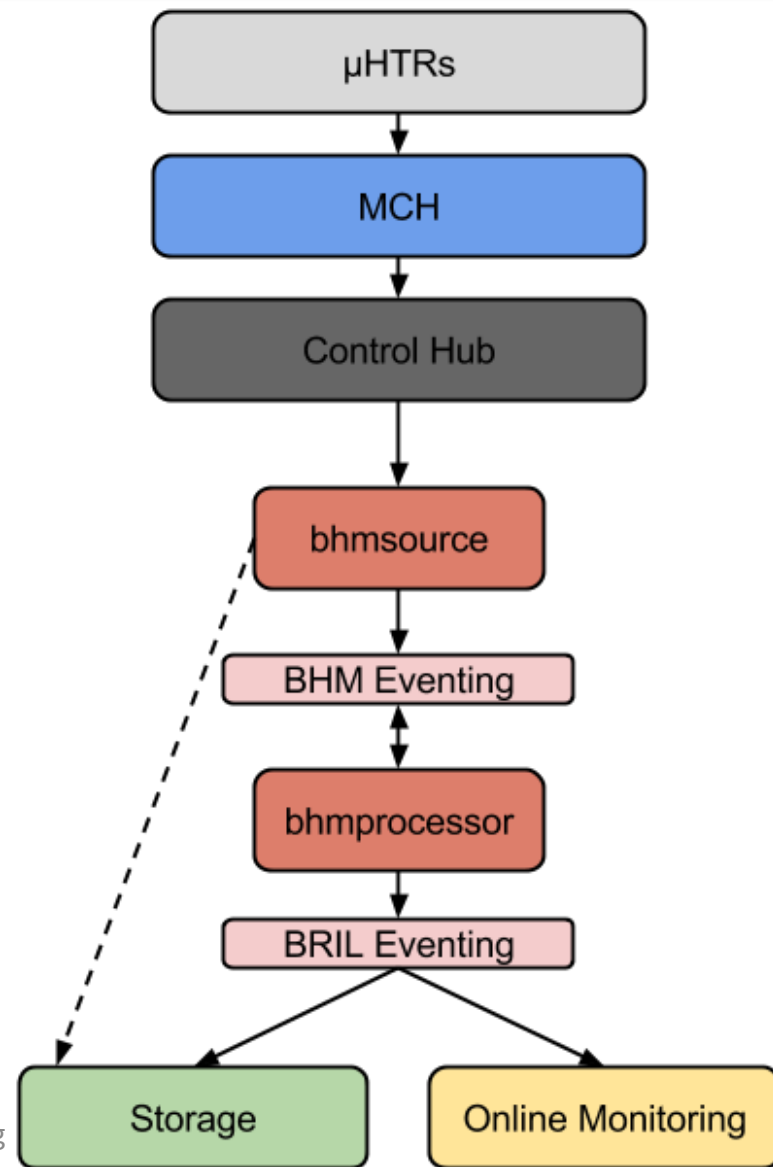 μHTRs
MCH
Control Hub
bhmsource
BHM Eventing
bhmprocessor
BRIL Eventing
Storage
Online Monitoring
g